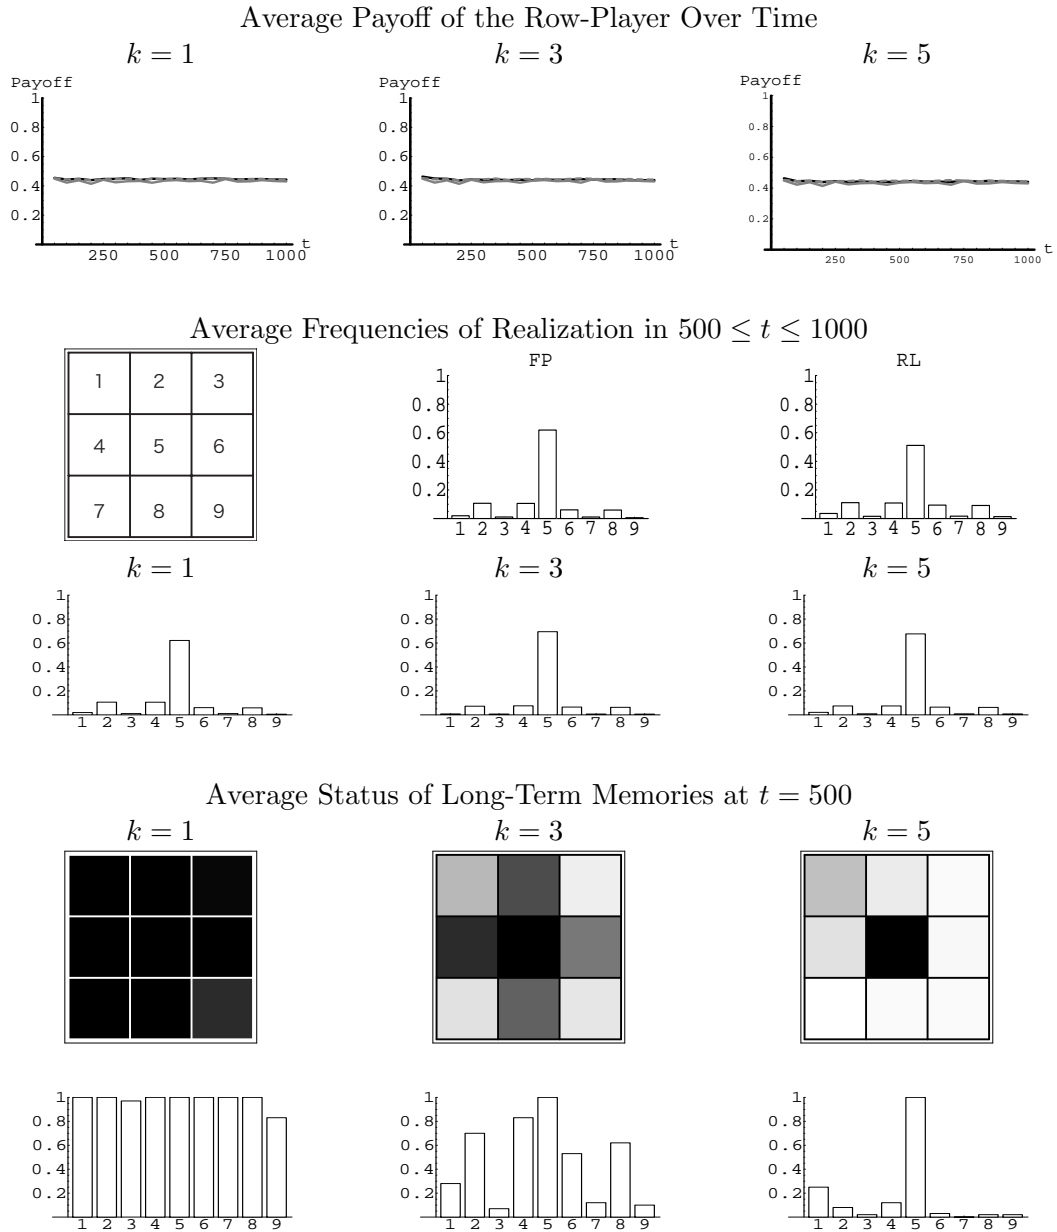 Average Payoff of the Row-Player Over Time
k = 1 k = 3 k = 5
Payoff Payoff Payoff
1 1 1
0.8 0.8 0.8
0.6 0.6 0.6
0.4 0.4 0.4
0.2 0.2 0.2
t t t
250 500 750 1000 250 500 750 1000 250 500 750 1000
Average Frequencies of Realization in 500 ≤ t ≤ 1000
FP RL
1 2 3
4 5 6
7 8 9
1 1
0.8 0.8
0.6 0.6
0.4 0.4
0.2 0.2
1 2 3 4 5 6 7 8 9 1 2 3 4 5 6 7 8 9
k = 1 k = 3 k = 5
1 1 1
0.8 0.8 0.8
0.6 0.6 0.6
0.4 0.4 0.4
0.2 0.2 0.2
1 2 3 4 5 6 7 8 9 1 2 3 4 5 6 7 8 9 1 2 3 4 5 6 7 8 9
Average Status of Long-Term Memories at t = 500
k = 1 k = 3 k = 5
1 1 1
0.8 0.8 0.8
0.6 0.6 0.6
0.4 0.4 0.4
0.2 0.2 0.2
1 2 3 4 5 6 7 8 9 1 2 3 4 5 6 7 8 9 1 2 3 4 5 6 7 8 9